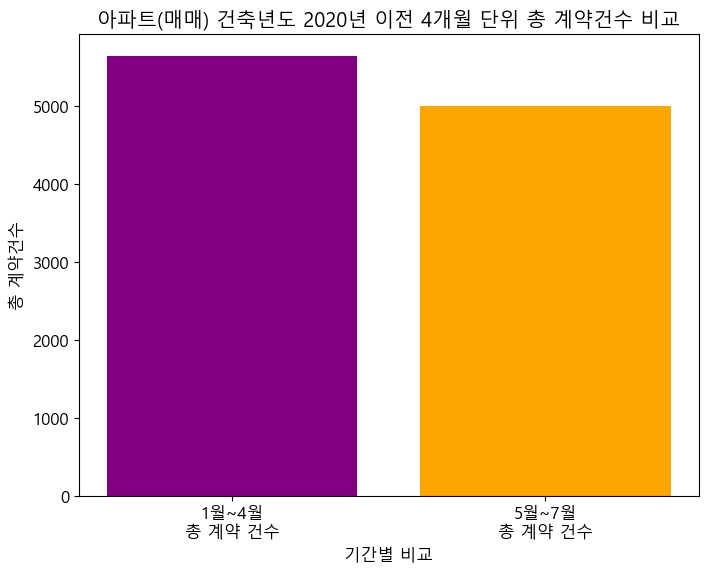 아파트(매매) 건축년도 2020년 이전 4개월 단위 총 계약건수 비교
총 계약건수
5000
4000
3000
2000
1000
0
1월~4월
총 계약 건수
5월~7월
총 계약 건수
기간별 비교